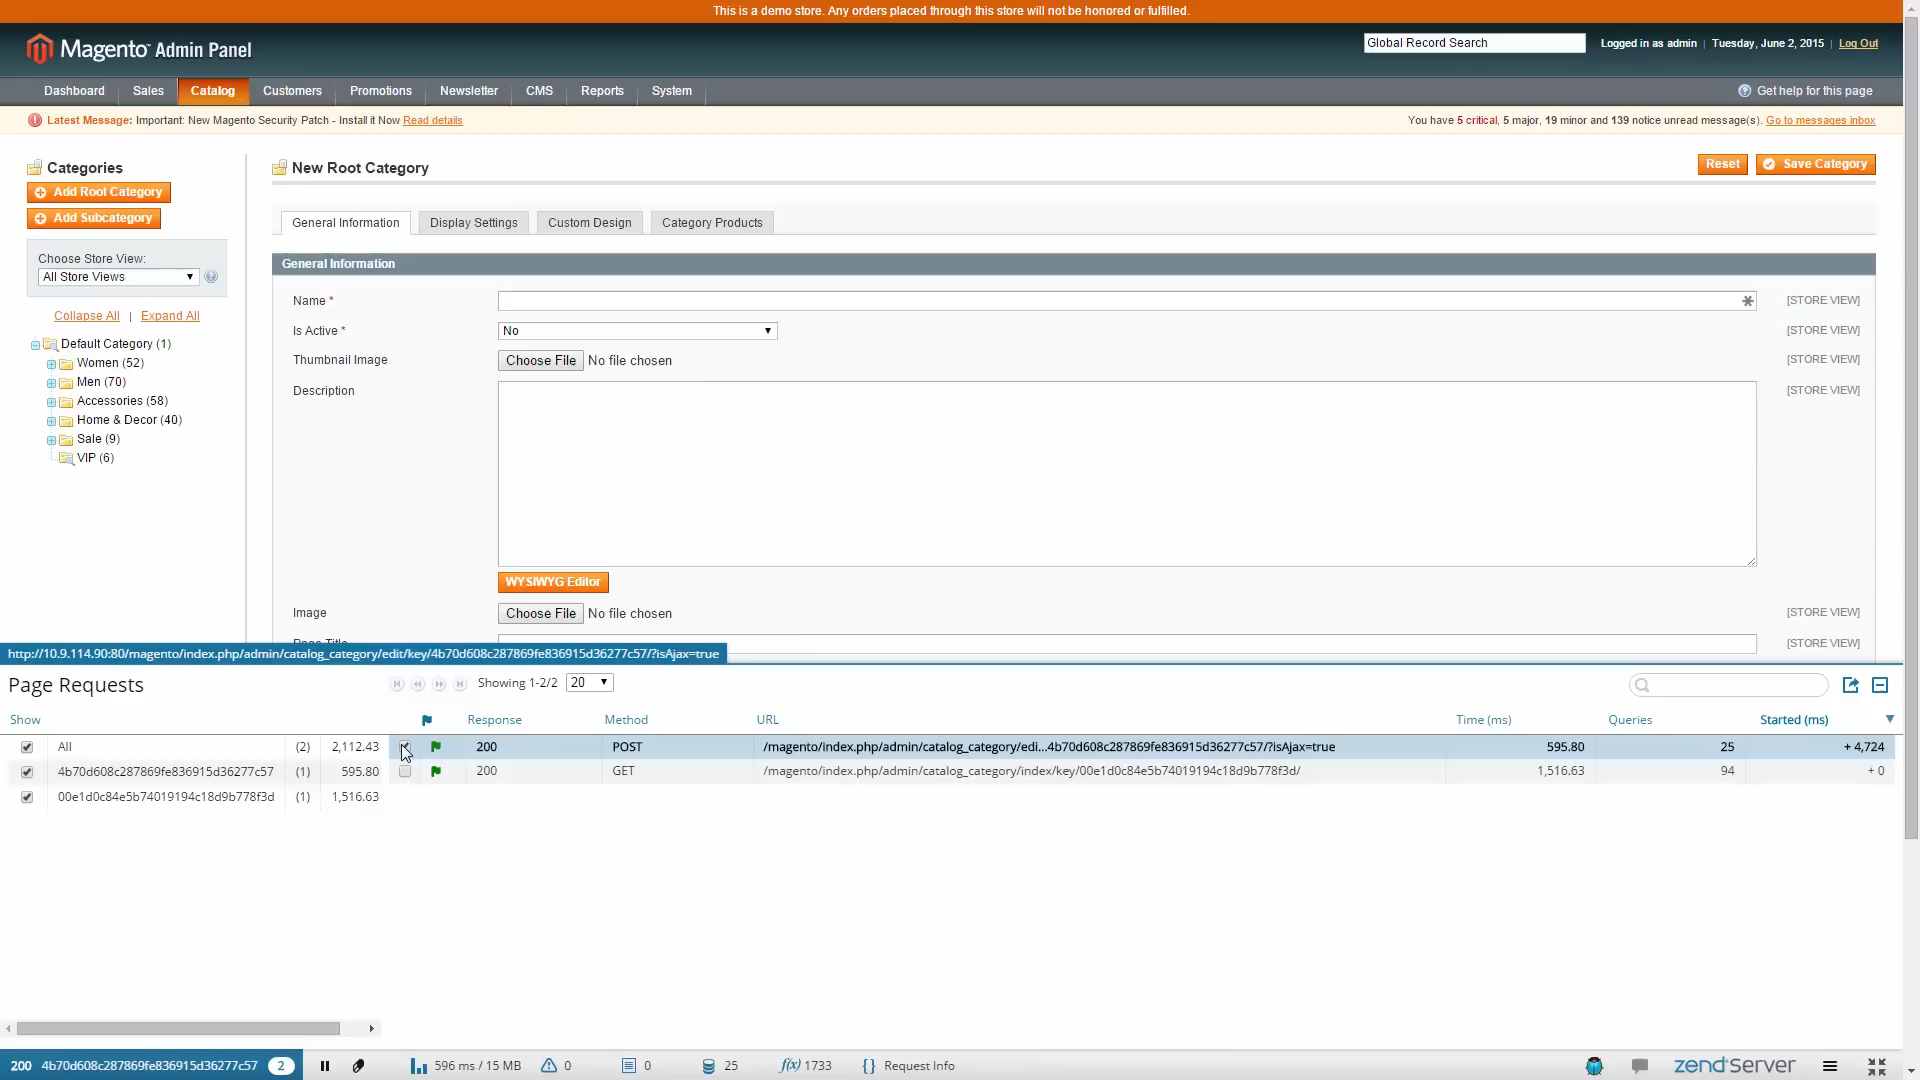 This is a demo store. Any orders placed through this store will not be honored or fulfilled.
Magento Admin Panel
Global Record Search
Logged in as admin | Tuesday, June 2, 2015 | Log Out
Dashboard Sales Catalog Customers Promotions Newsletter CMS Reports System
Get help for this page
Latest Message: Important: New Magento Security Patch - Install it Now Read details
You have 5 critical, 5 major, 19 minor and 139 notice unread message(s). Go to messages inbox
Categories
Add Root Category
Add Subcategory
Choose Store View:
All Store Views
Collapse All | Expand All
Default Category (1)
Women (52)
Men (70)
Accessories (58)
Home & Decor (40)
Sale (9)
VIP (6)
New Root Category
Reset Save Category
General Information Display Settings Custom Design Category Products
General Information
Name * [STORE VIEW]
Is Active * No [STORE VIEW]
Thumbnail Image Choose File No file chosen [STORE VIEW]
Description [STORE VIEW]
WYSIWYG Editor
Image Choose File No file chosen [STORE VIEW]
Page Title [STORE VIEW]
http://10.9.114.90:80/magento/index.php/admin/catalog_category/edit/key/4b70d608c287869fe836915d36277c57/?isAjax=true
Page Requests Showing 1-2/2 20
Show Response Method URL Time (ms) Queries Started (ms)
All (2) 2,112.43 200 POST /magento/index.php/admin/catalog_category/edi...4b70d608c287869fe836915d36277c57/?isAjax=true 595.80 25 + 4,724
4b70d608c287869fe836915d36277c57 (1) 595.80 200 GET /magento/index.php/admin/catalog_category/index/key/00e1d0c84e5b74019194c18d9b778f3d/ 1,516.63 94 + 0
00e1d0c84e5b74019194c18d9b778f3d (1) 1,516.63
200 4b70d608c287869fe836915d36277c57 2 596 ms / 15 MB 0 0 25 f(x) 1733 {} Request Info zend Server